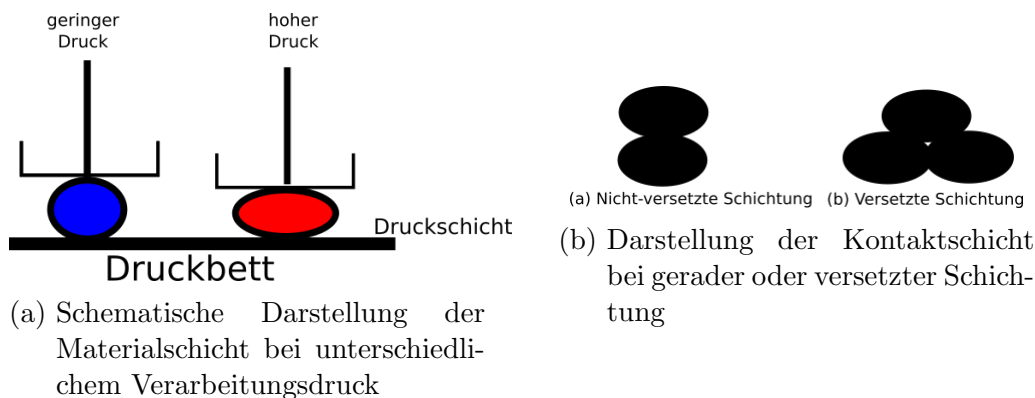 geringer
Druck
hoher
Druck
Druckschicht
Druckbett
(a) Schematische Darstellung der
Materialschicht bei unterschiedli-
chem Verarbeitungsdruck
(a) Nicht-versetzte Schichtung
(b) Versetzte Schichtung
(b) Darstellung der Kontaktschicht
bei gerader oder versetzter Schich-
tung